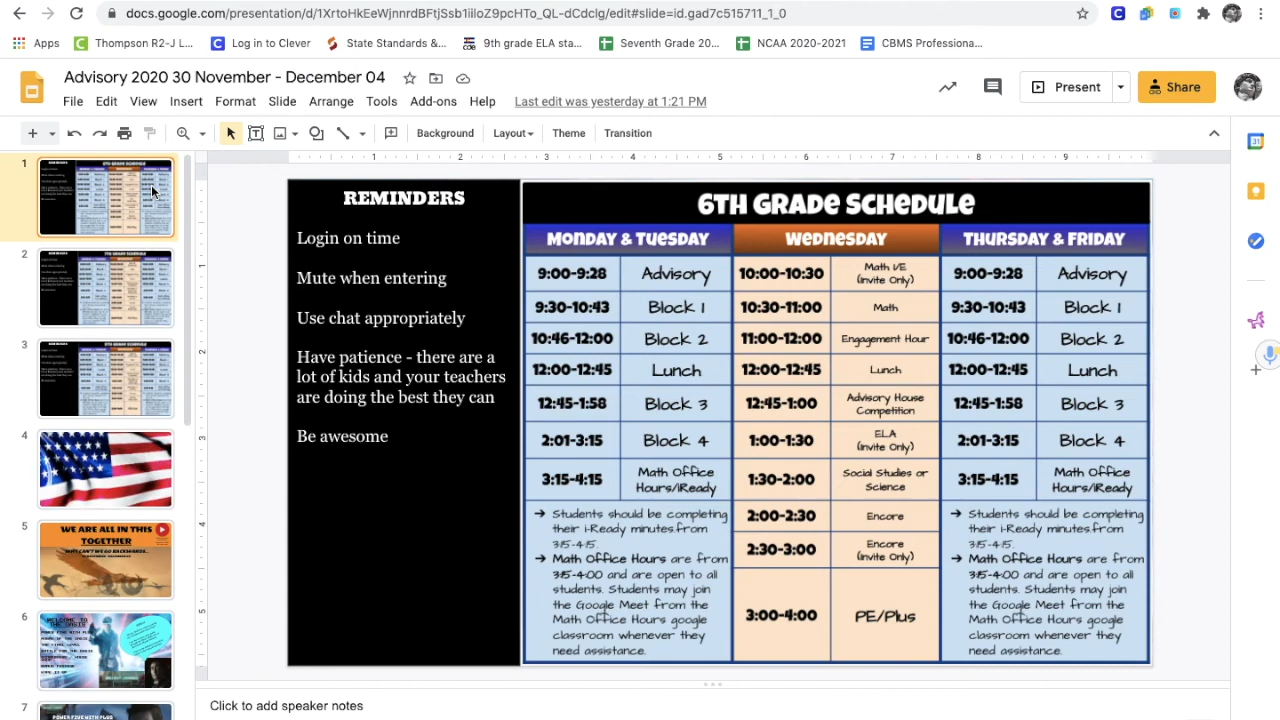 docs.google.com/presentation/d/1XrtoHkEeWjnnrdBFtjSsb1iiIoZ9pcHTo_QL-dCdclg/edit#slide=id.gad7c515711_1_0
Apps Thompson R2-J L... Log in to Clever State Standards &... 9th grade ELA sta... Seventh Grade 20... NCAA 2020-2021 CBMS Professiona...
Advisory 2020 30 November - December 04
File Edit View Insert Format Slide Arrange Tools Add-ons Help Last edit was yesterday at 1:21 PM
Present Share
Background Layout Theme Transition
REMINDERS
Login on time
Mute when entering
Use chat appropriately
Have patience - there are a
lot of kids and your teachers
are doing the best they can
Be awesome
6TH GRADE SCHEDULE
MONDAY & TUESDAY WEDNESDAY THURSDAY & FRIDAY
9:00-9:28 Advisory 10:00-10:30 Math I/E (Invite Only) 9:00-9:28 Advisory
9:30-10:43 Block 1 10:30-11:00 Math 9:30-10:43 Block 1
10:46-12:00 Block 2 11:00-12:00 Engagement Hour 10:46-12:00 Block 2
12:00-12:45 Lunch 12:00-12:45 Lunch 12:00-12:45 Lunch
12:45-1:58 Block 3 12:45-1:00 Advisory House Competition 12:45-1:58 Block 3
2:01-3:15 Block 4 1:00-1:30 ELA (Invite Only) 2:01-3:15 Block 4
3:15-4:15 Math Office Hours/iReady 1:30-2:00 Social Studies or Science 3:15-4:15 Math Office Hours/iReady
Students should be completing
their i-Ready minutes from
3:15-4:15.
Math Office Hours are from
3:15-4:00 and are open to all
students. Students may join
the Google Meet from the
Math Office Hours google
classroom whenever they
need assistance.
2:00-2:30 Encore
2:30-3:00 Encore (Invite Only)
3:00-4:00 PE/Plus
Students should be completing
their i-Ready minutes from
3:15-4:15.
Math Office Hours are from
3:15-4:00 and are open to all
students. Students may join
the Google Meet from the
Math Office Hours google
classroom whenever they
need assistance.
1
2
3
4
5
WE ARE ALL IN THIS
TOGETHER
6
WELCOME TO
THE OASIS
7
POWER FIVE WITH PLUS
Click to add speaker notes